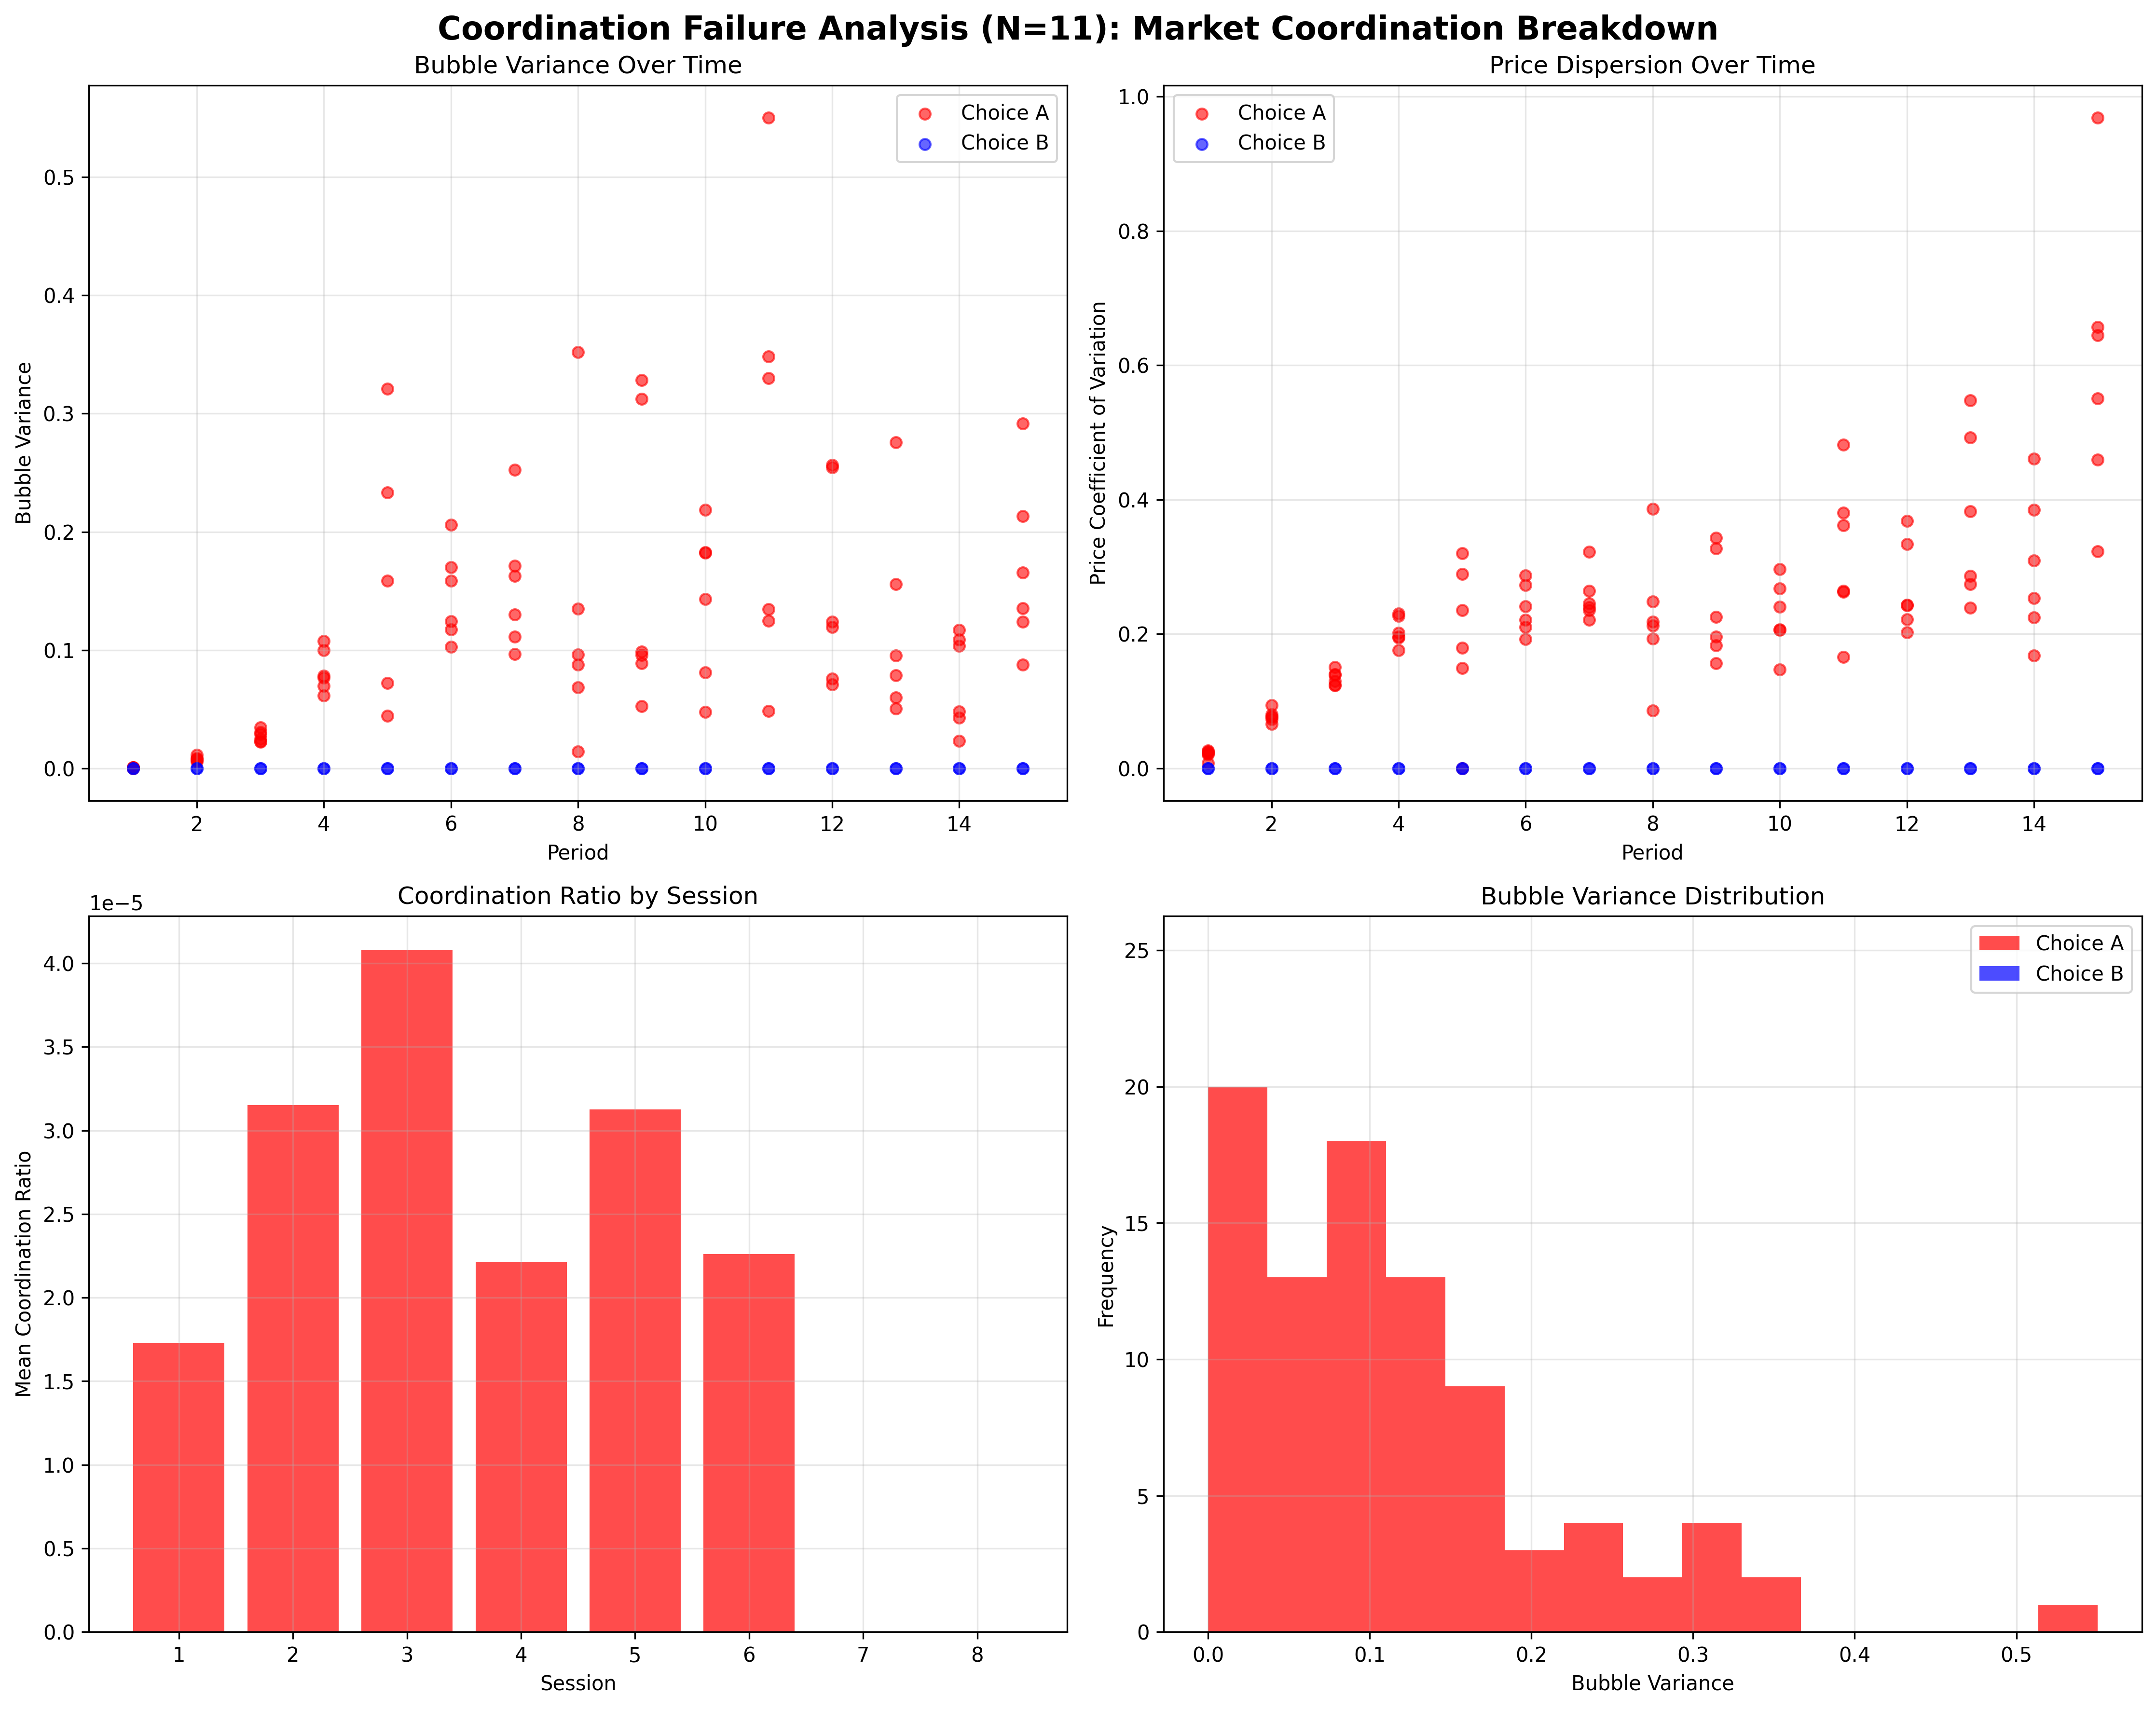 Coordination Failure Analysis (N=11): Market Coordination Breakdown
Bubble Variance Over Time
Choice A
Choice B
0.5
0.4
0.3
0.2
0.1
0.0
Bubble Variance
2 4 6 8 10 12 14
Period
Price Dispersion Over Time
Choice A
Choice B
1.0
0.8
0.6
0.4
0.2
0.0
Price Coefficient of Variation
2 4 6 8 10 12 14
Period
Coordination Ratio by Session
1e−5
4.0
3.5
3.0
2.5
2.0
1.5
1.0
0.5
0.0
Mean Coordination Ratio
1 2 3 4 5 6 7 8
Session
Bubble Variance Distribution
Choice A
Choice B
25
20
15
10
5
0
Frequency
0.0 0.1 0.2 0.3 0.4 0.5
Bubble Variance